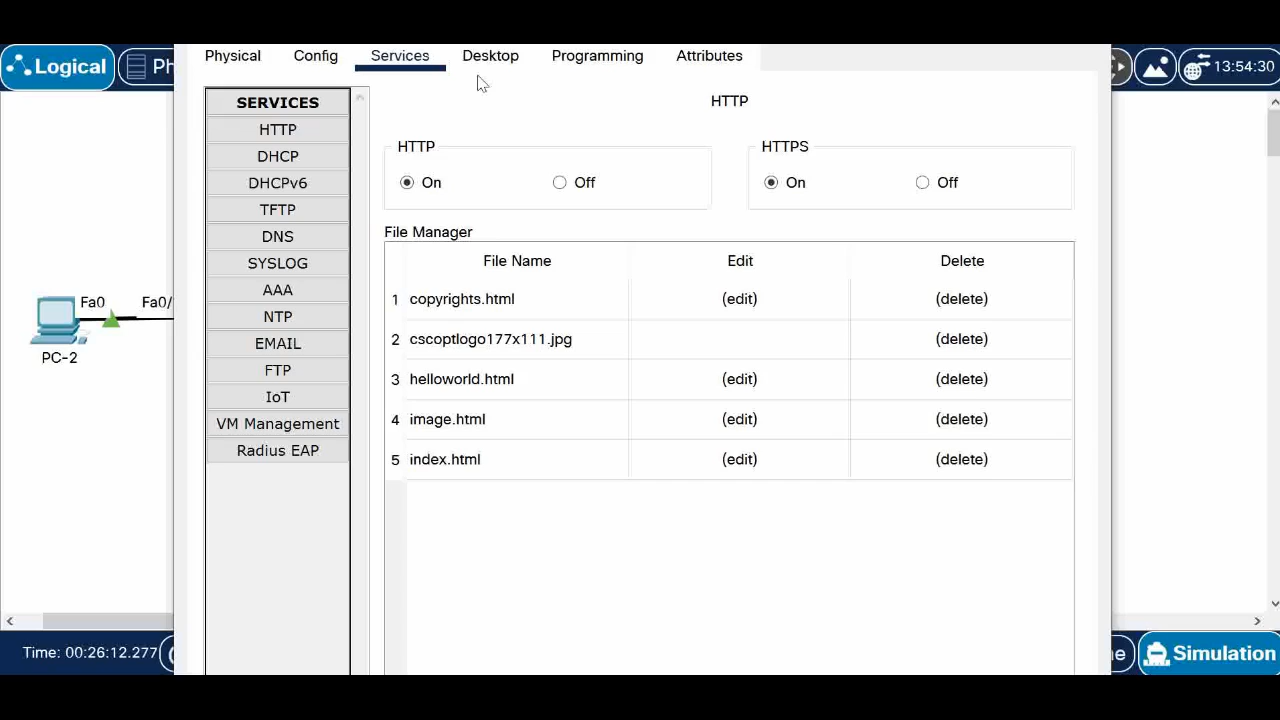 Physical Config Services Desktop Programming Attributes
Logical
Ph
13:54:30
SERVICES
HTTP
DHCP
DHCPv6
TFTP
DNS
SYSLOG
AAA
NTP
EMAIL
FTP
IoT
VM Management
Radius EAP
HTTP
HTTP
On Off
HTTPS
On Off
File Manager
File Name Edit Delete
1 copyrights.html (edit) (delete)
2 cscoptlogo177x111.jpg (delete)
3 helloworld.html (edit) (delete)
4 image.html (edit) (delete)
5 index.html (edit) (delete)
Fa0 Fa0/
PC-2
Time: 00:26:12.277
ne
Simulation